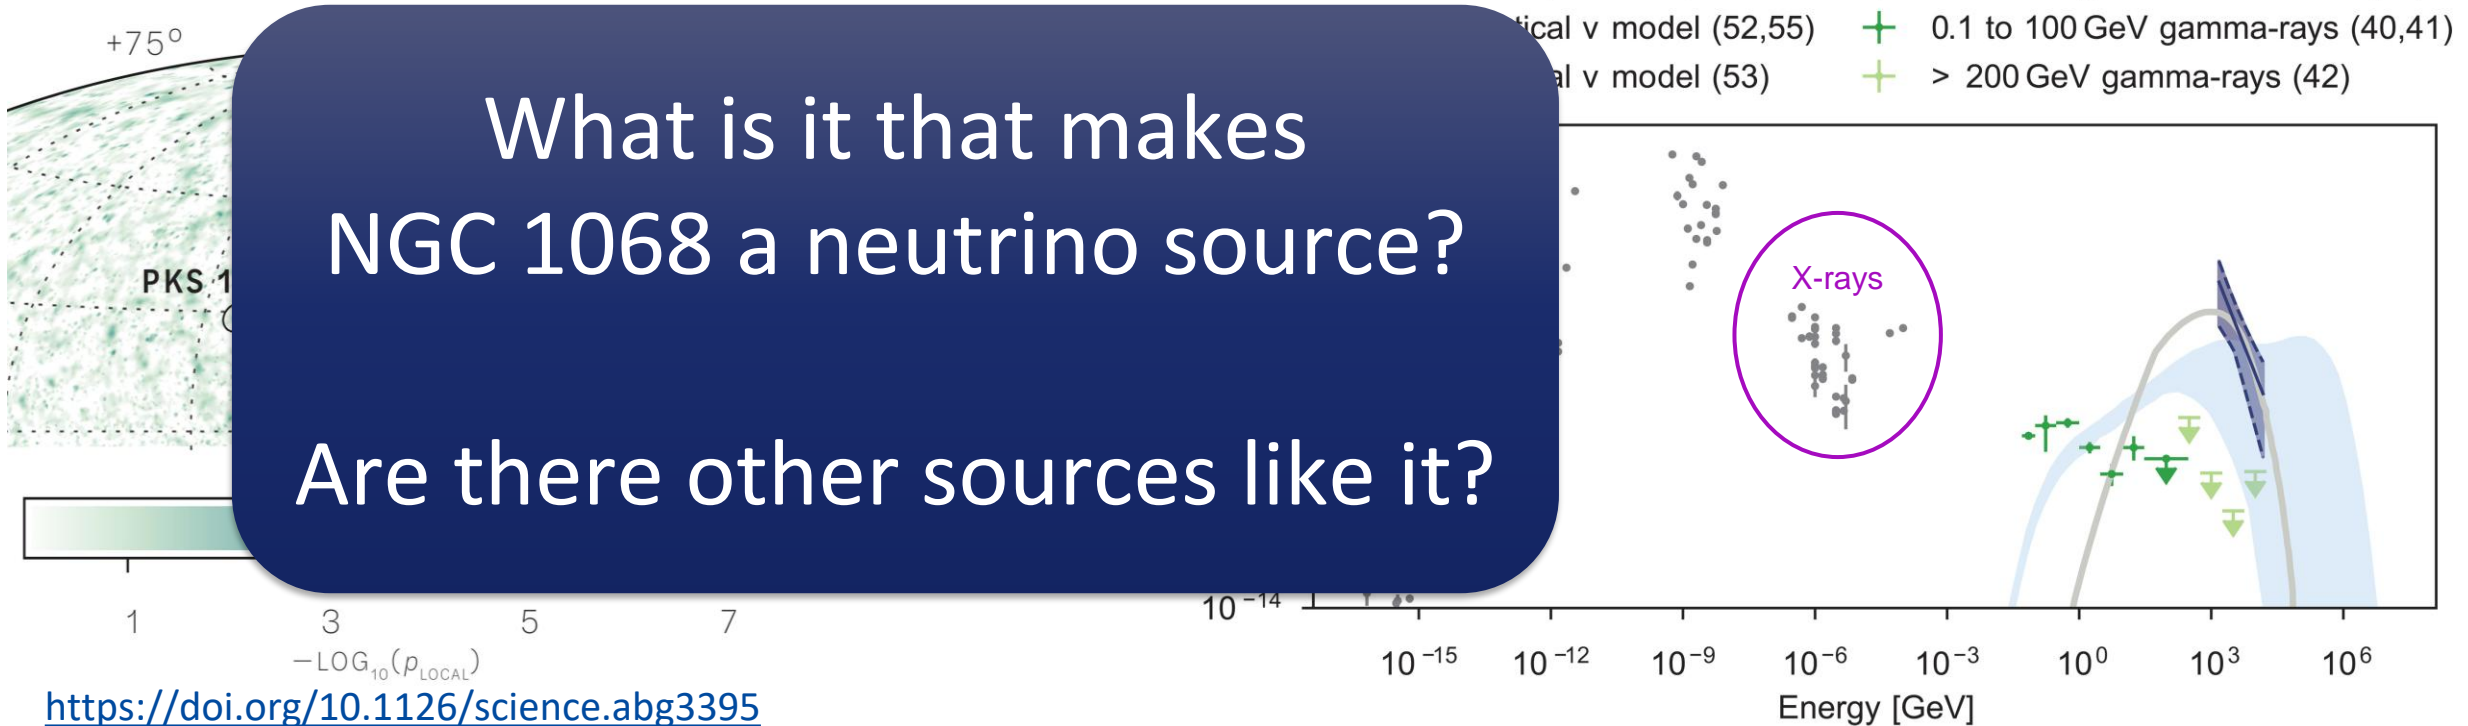 +75°
PKS 1
1 3 5 7
−LOG₁₀(pLOCAL)
https://doi.org/10.1126/science.abg3395
What is it that makes
NGC 1068 a neutrino source?
Are there other sources like it?
ν model (52,55)
ν model (53)
0.1 to 100 GeV gamma-rays (40,41)
> 200 GeV gamma-rays (42)
X-rays
10⁻¹⁴
10⁻¹⁵ 10⁻¹² 10⁻⁹ 10⁻⁶ 10⁻³ 10⁰ 10³ 10⁶
Energy [GeV]